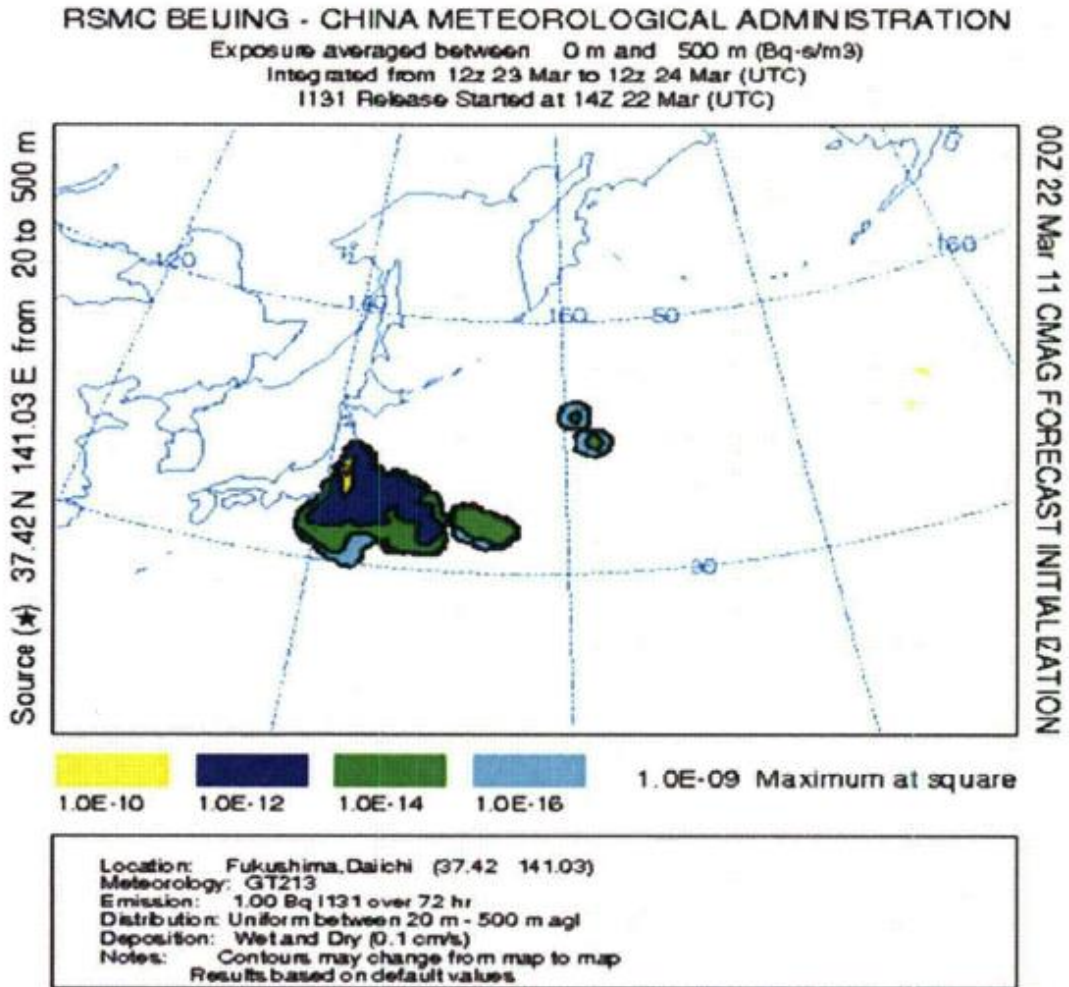 RSMC BEIJING - CHINA METEOROLOGICAL ADMINISTRATION
Exposure averaged between 0 m and 500 m (Bq-s/m3)
Integrated from 12z 23 Mar to 12z 24 Mar (UTC)
I131 Release Started at 14Z 22 Mar (UTC)
Source (★) 37.42 N 141.03 E from 20 to 500 m
00Z 22 Mar 11 CMAG FORECAST INITIALIZATION
120
140
160
50
160
30
1.0E-10
1.0E-12
1.0E-14
1.0E-16
1.0E-09 Maximum at square
Location: Fukushima,Daiichi (37.42 141.03)
Meteorology: GT213
Emission: 1.00 Bq I131 over 72 hr
Distribution: Uniform between 20 m - 500 m agl
Deposition: Wet and Dry (0.1 cm/s)
Notes: Contours may change from map to map
Results based on default values